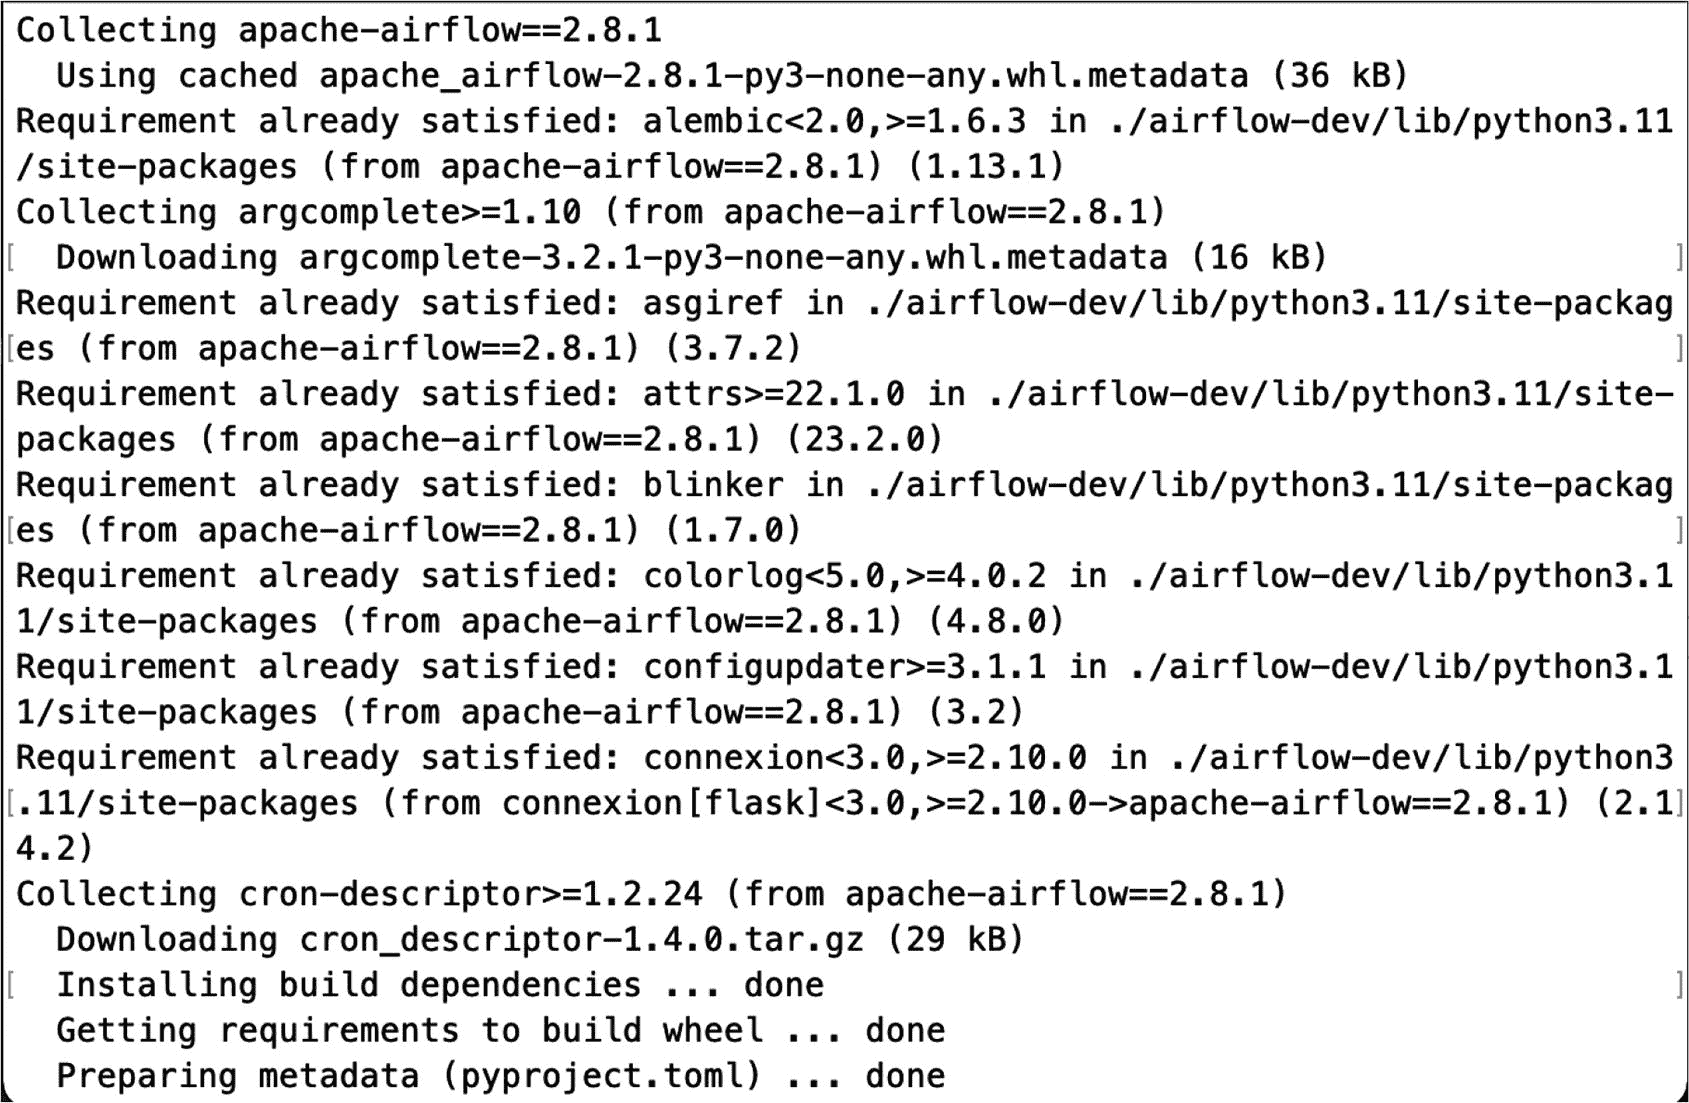 Collecting apache-airflow==2.8.1
  Using cached apache_airflow-2.8.1-py3-none-any.whl.metadata (36 kB)
Requirement already satisfied: alembic<2.0,>=1.6.3 in ./airflow-dev/lib/python3.11
/site-packages (from apache-airflow==2.8.1) (1.13.1)
Collecting argcomplete>=1.10 (from apache-airflow==2.8.1)
[  Downloading argcomplete-3.2.1-py3-none-any.whl.metadata (16 kB) ]
Requirement already satisfied: asgiref in ./airflow-dev/lib/python3.11/site-packag
[es (from apache-airflow==2.8.1) (3.7.2) ]
Requirement already satisfied: attrs>=22.1.0 in ./airflow-dev/lib/python3.11/site-
packages (from apache-airflow==2.8.1) (23.2.0)
Requirement already satisfied: blinker in ./airflow-dev/lib/python3.11/site-packag
[es (from apache-airflow==2.8.1) (1.7.0) ]
Requirement already satisfied: colorlog<5.0,>=4.0.2 in ./airflow-dev/lib/python3.1
1/site-packages (from apache-airflow==2.8.1) (4.8.0)
Requirement already satisfied: configupdater>=3.1.1 in ./airflow-dev/lib/python3.1
1/site-packages (from apache-airflow==2.8.1) (3.2)
Requirement already satisfied: connexion<3.0,>=2.10.0 in ./airflow-dev/lib/python3
[.11/site-packages (from connexion[flask]<3.0,>=2.10.0->apache-airflow==2.8.1) (2.1]
4.2)
Collecting cron-descriptor>=1.2.24 (from apache-airflow==2.8.1)
  Downloading cron_descriptor-1.4.0.tar.gz (29 kB)
[  Installing build dependencies ... done ]
  Getting requirements to build wheel ... done
  Preparing metadata (pyproject.toml) ... done